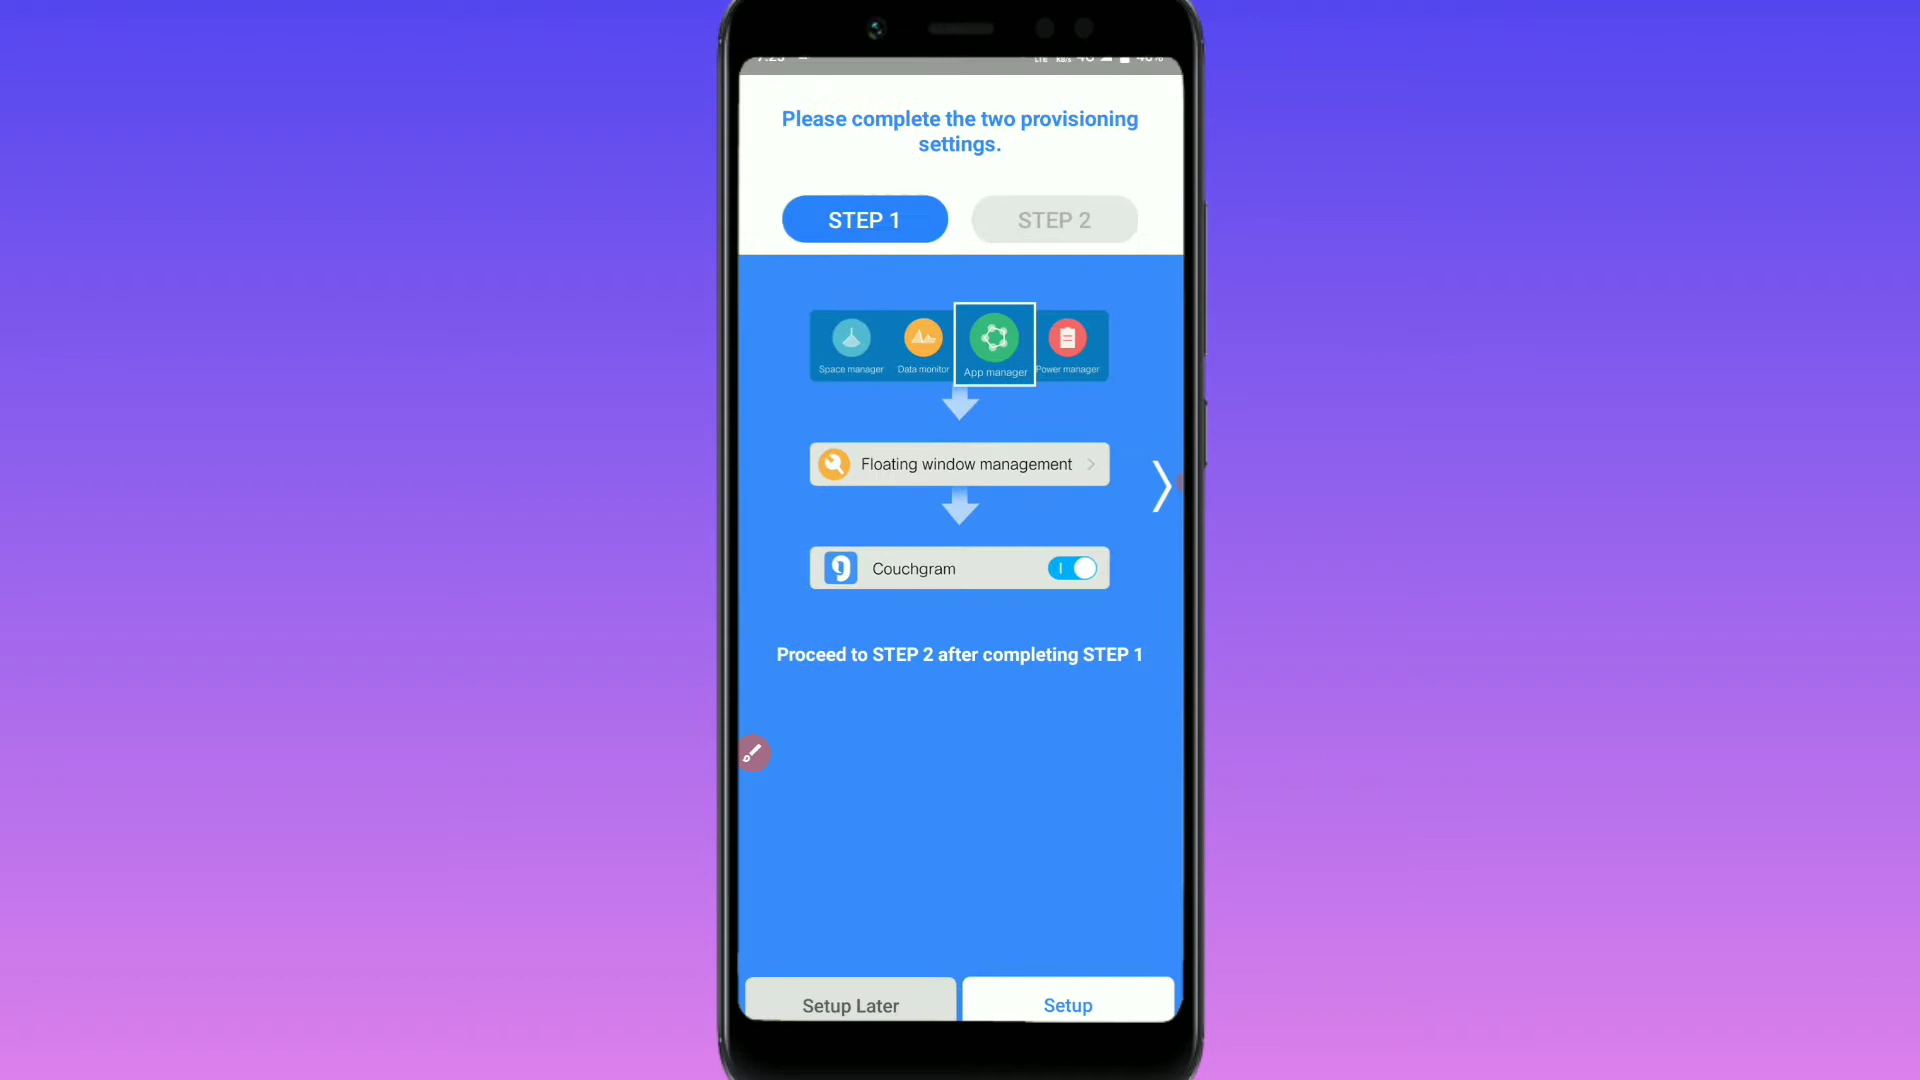 Please complete the two provisioning
settings.
STEP 1
STEP 2
Space manager
Data monitor
App manager
Power manager
Floating window management
Couchgram
Proceed to STEP 2 after completing STEP 1
Setup Later
Setup